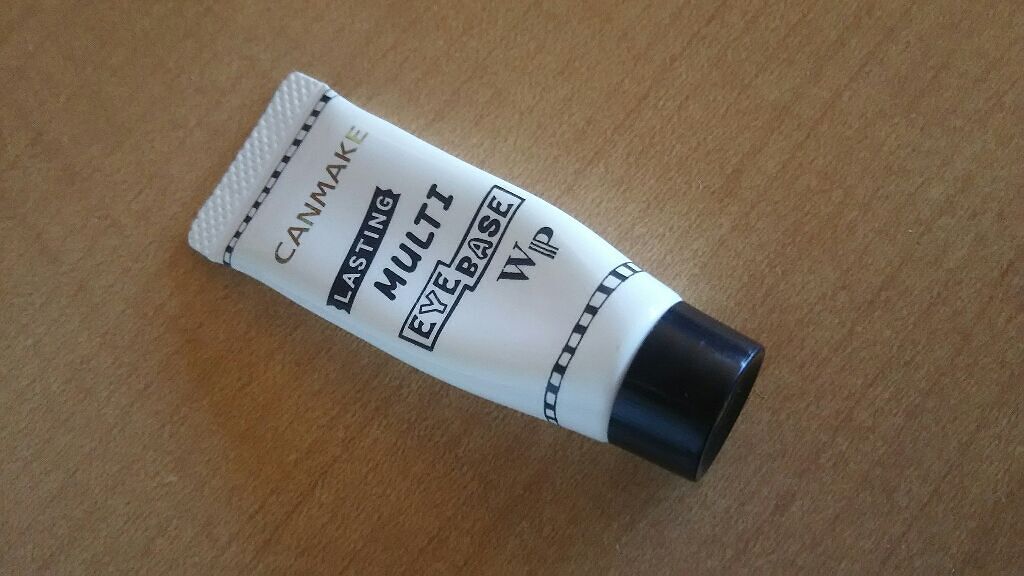 CANMAKE
LASTING
MULTI
EYE BASE
WP